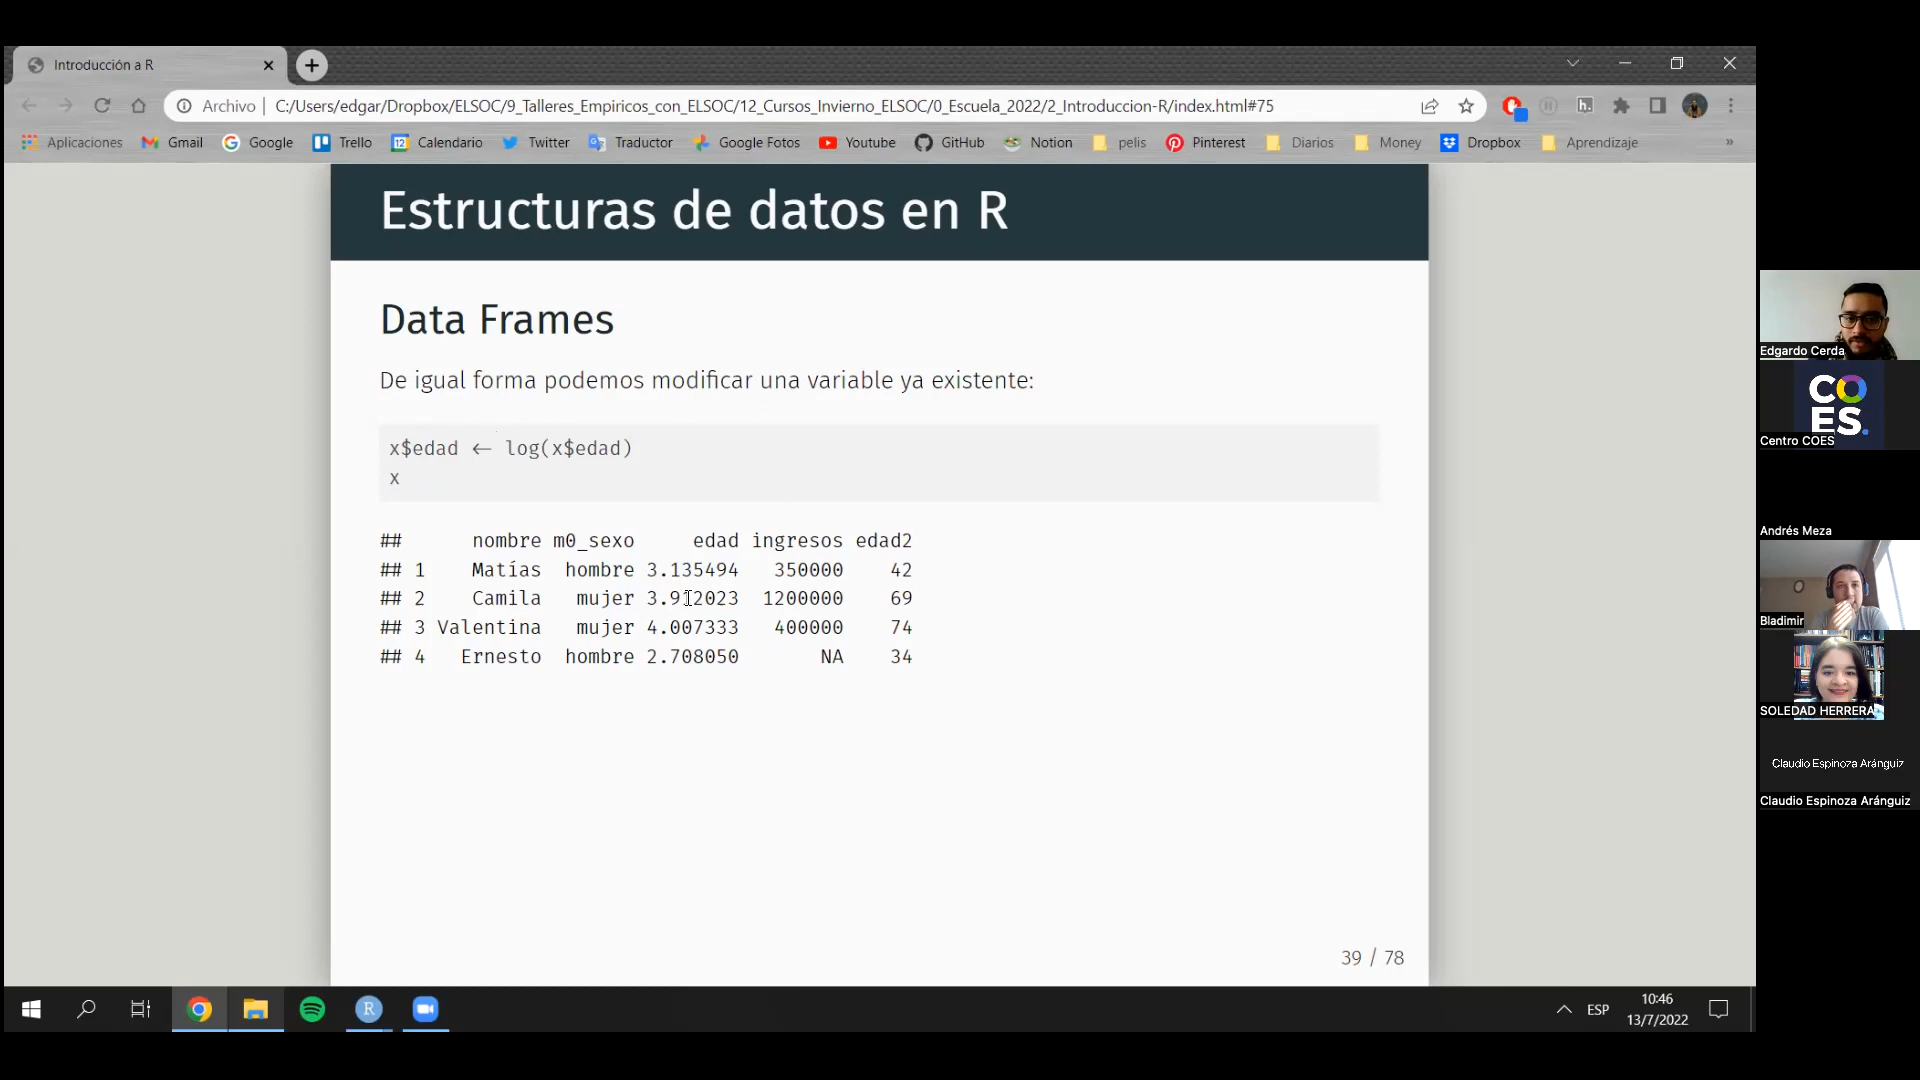 Introducción a R
Archivo | C:/Users/edgar/Dropbox/ELSOC/9_Talleres_Empiricos_con_ELSOC/12_Cursos_Invierno_ELSOC/0_Escuela_2022/2_Introduccion-R/index.html#75
Aplicaciones Gmail Google Trello 12 Calendario Twitter Traductor Google Fotos Youtube GitHub Notion pelis Pinterest Diarios Money Dropbox Aprendizaje »
Estructuras de datos en R
Data Frames
De igual forma podemos modificar una variable ya existente:
x$edad ← log(x$edad)
x
## nombre m0_sexo edad ingresos edad2
## 1 Matías hombre 3.135494 350000 42
## 2 Camila mujer 3.912023 1200000 69
## 3 Valentina mujer 4.007333 400000 74
## 4 Ernesto hombre 2.708050 NA 34
39 / 78
Edgardo Cerda
COES.
Centro COES
Andrés Meza
Bladimir
SOLEDAD HERRERA
Claudio Espinoza Aránguiz
Claudio Espinoza Aránguiz
R
ESP
10:46
13/7/2022